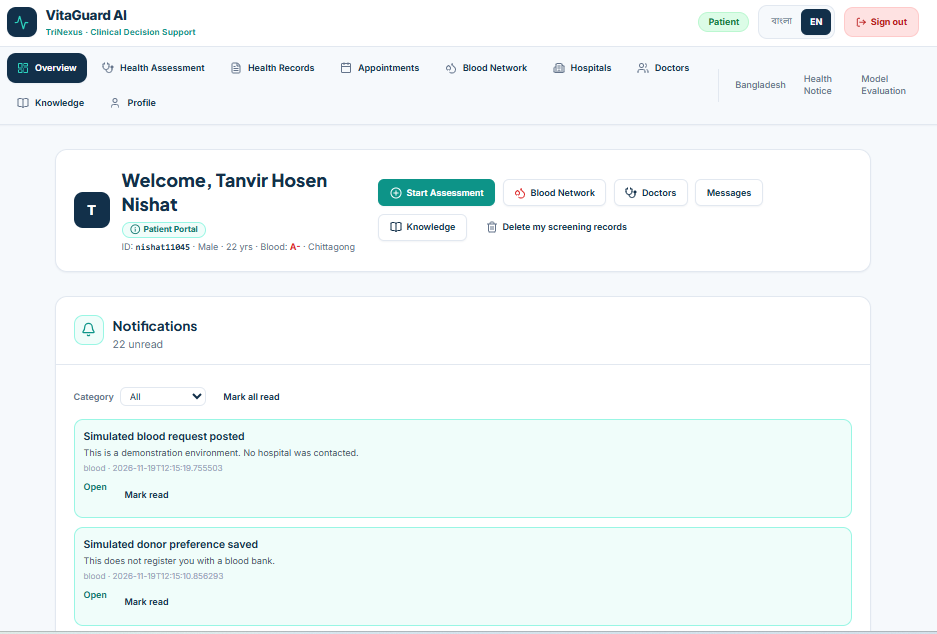 VitaGuard AI
TriNexus · Clinical Decision Support
Patient
বাংলা
EN
Sign out
Overview
Health Assessment
Health Records
Appointments
Blood Network
Hospitals
Doctors
Knowledge
Profile
Bangladesh
Health
Notice
Model
Evaluation
T
Welcome, Tanvir Hosen
Nishat
Patient Portal
ID: nishat11045 · Male · 22 yrs · Blood: A- · Chittagong
Start Assessment
Blood Network
Doctors
Messages
Knowledge
Delete my screening records
Notifications
22 unread
Category
All
Mark all read
Simulated blood request posted
This is a demonstration environment. No hospital was contacted.
blood · 2026-11-19T12:15:19.755503
Open
Mark read
Simulated donor preference saved
This does not register you with a blood bank.
blood · 2026-11-19T12:15:10.856293
Open
Mark read